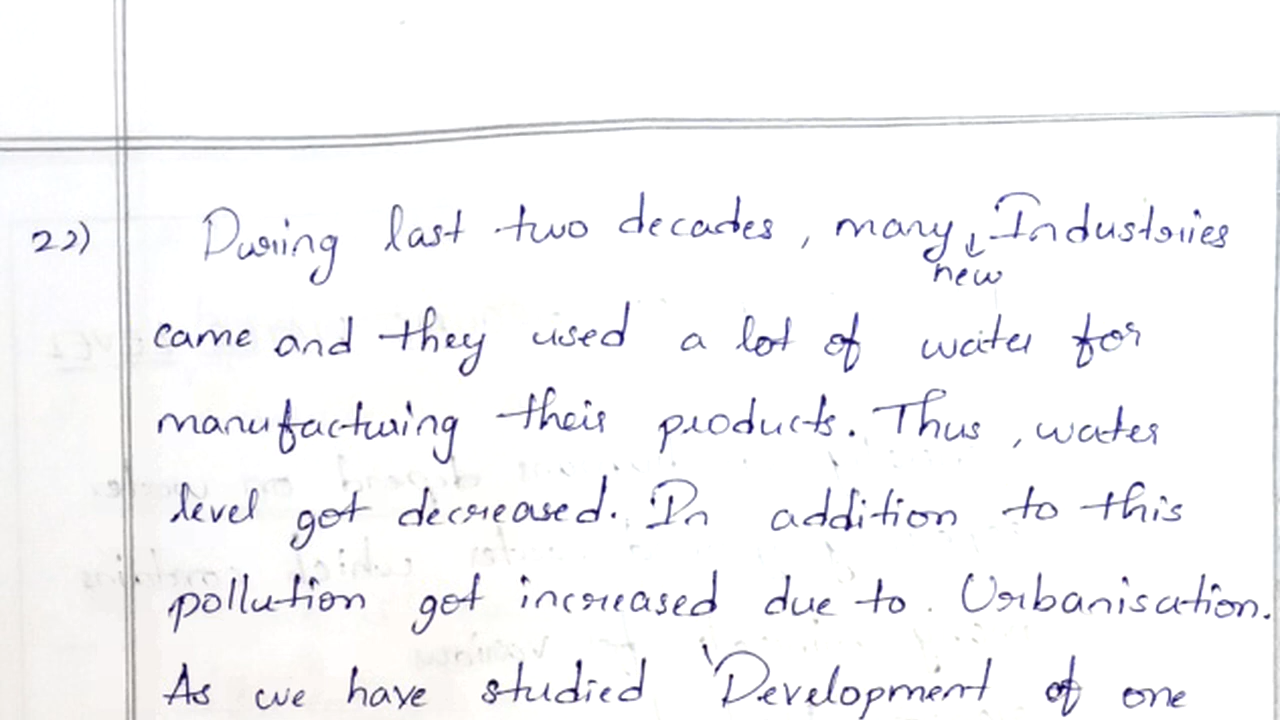 22) During last two decades, many new Industries
came and they used a lot of water for
manufacturing their products. Thus, water
level got decreased. In addition to this
pollution got increased due to Urbanisation.
As we have studied 'Development of one